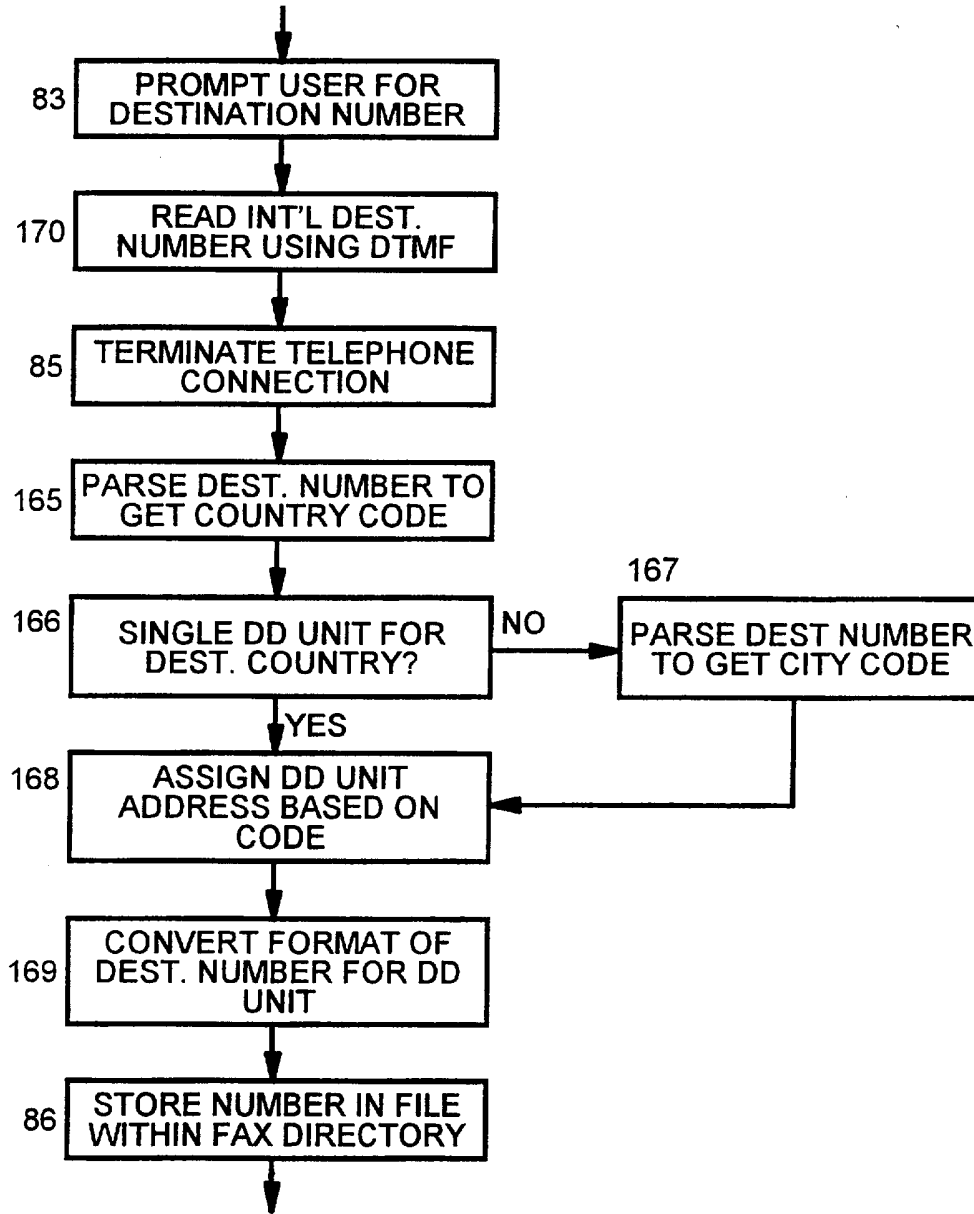 83
PROMPT USER FOR
DESTINATION NUMBER
170
READ INT'L DEST.
NUMBER USING DTMF
85
TERMINATE TELEPHONE
CONNECTION
165
PARSE DEST. NUMBER TO
GET COUNTRY CODE
166
SINGLE DD UNIT FOR
DEST. COUNTRY?
NO
167
PARSE DEST NUMBER
TO GET CITY CODE
YES
168
ASSIGN DD UNIT
ADDRESS BASED ON
CODE
169
CONVERT FORMAT OF
DEST. NUMBER FOR DD
UNIT
86
STORE NUMBER IN FILE
WITHIN FAX DIRECTORY